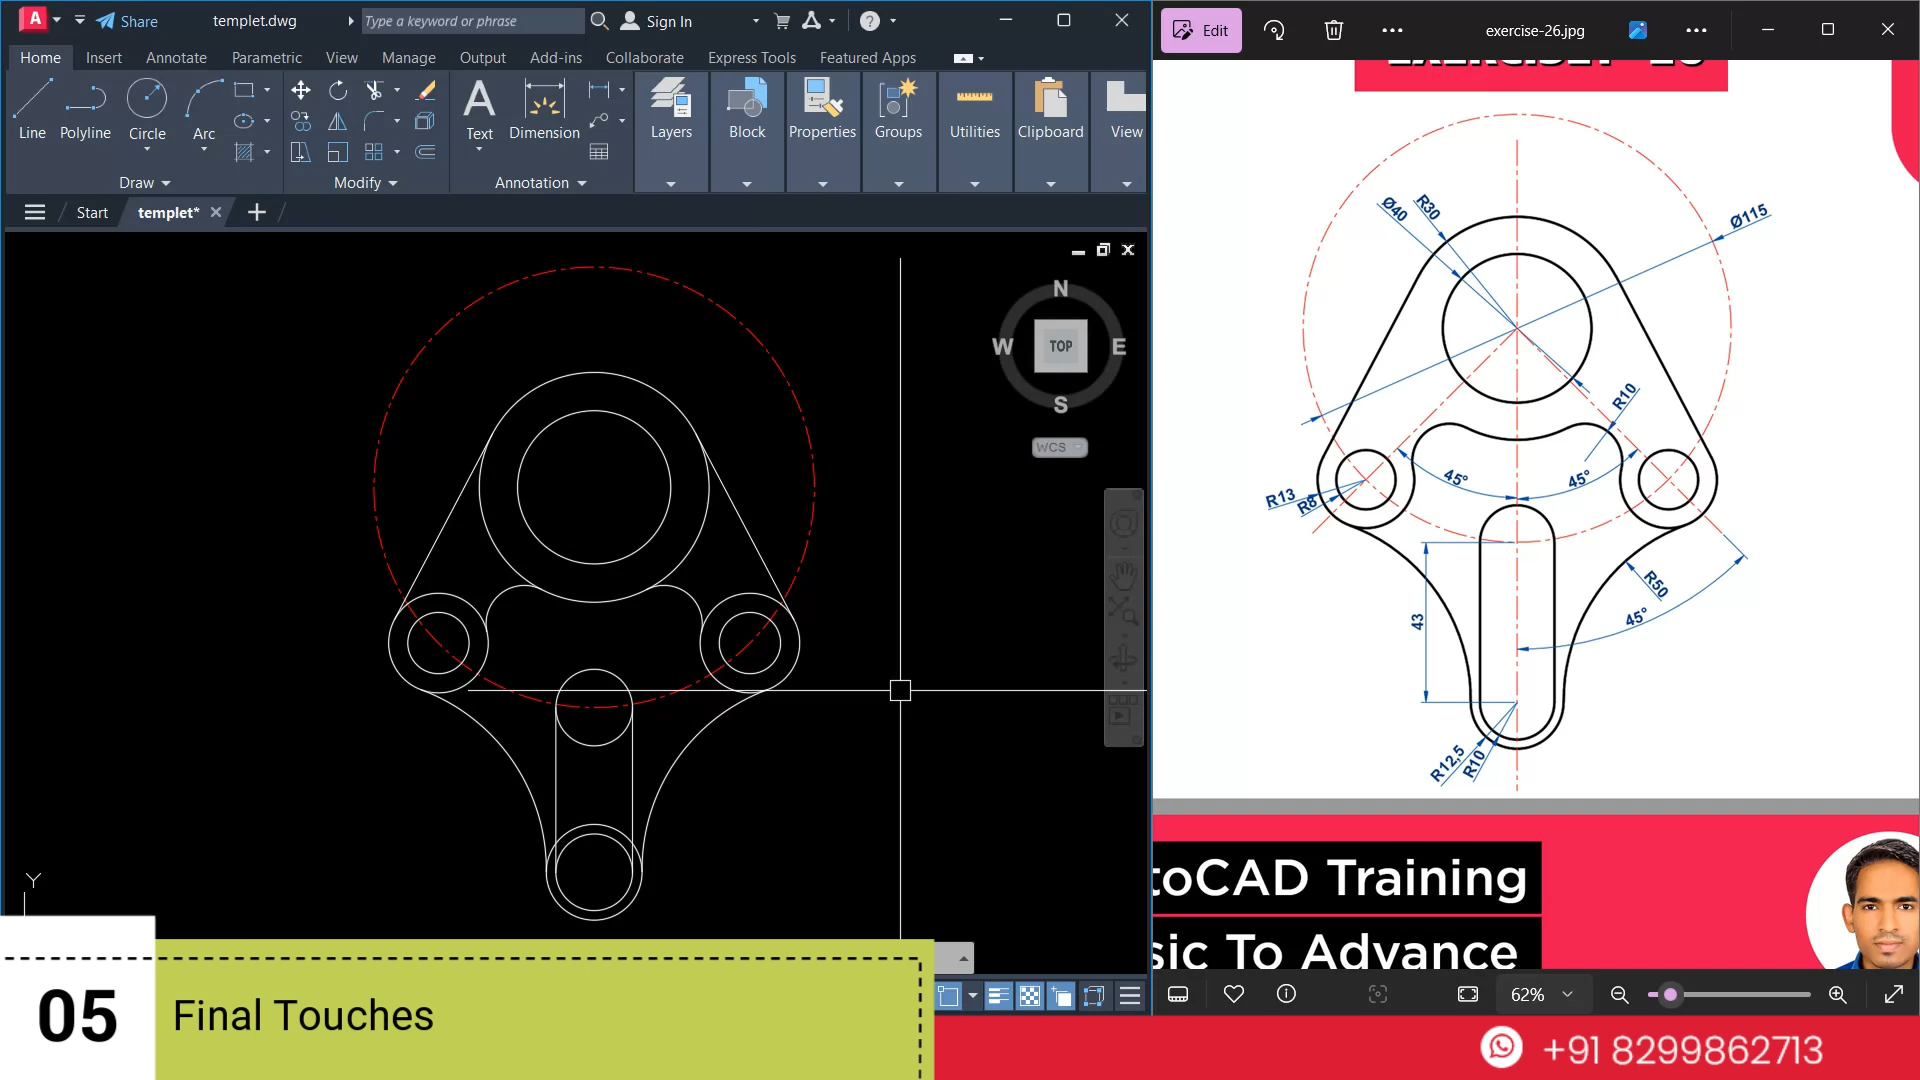 A
Share
templet.dwg
Type a keyword or phrase
Sign In
?
Home
Insert
Annotate
Parametric
View
Manage
Output
Add-ins
Collaborate
Express Tools
Featured Apps
Line
Polyline
Circle
Arc
Text
Dimension
Layers
Block
Properties
Groups
Utilities
Clipboard
View
Draw
Modify
Annotation
Start
templet*
N
W
TOP
E
S
WCS
Y
05
Final Touches
Edit
exercise-26.jpg
Ø40
R30
Ø115
R10
45°
45°
R13
R8
R50
45°
43
R12,5
R10
toCAD Training
sic To Advance
62%
+91 8299862713